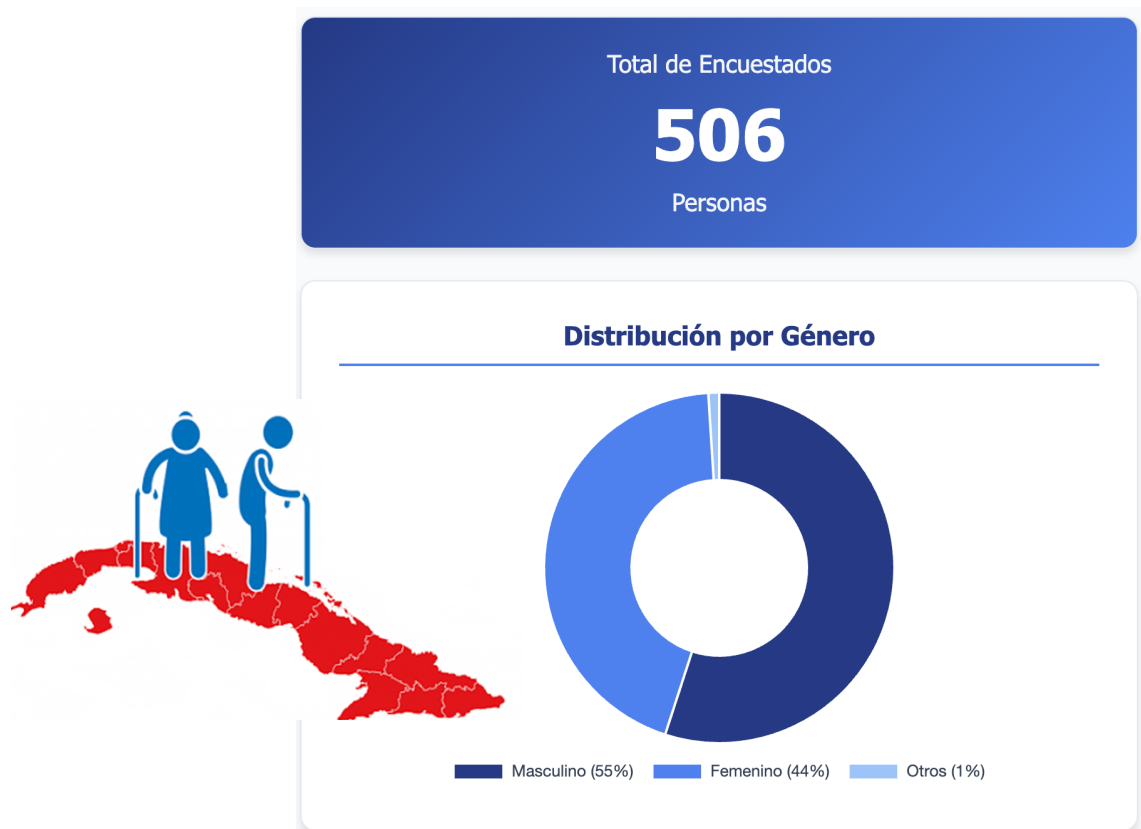 Total de Encuestados
506
Personas
Distribución por Género
Masculino (55%) Femenino (44%) Otros (1%)